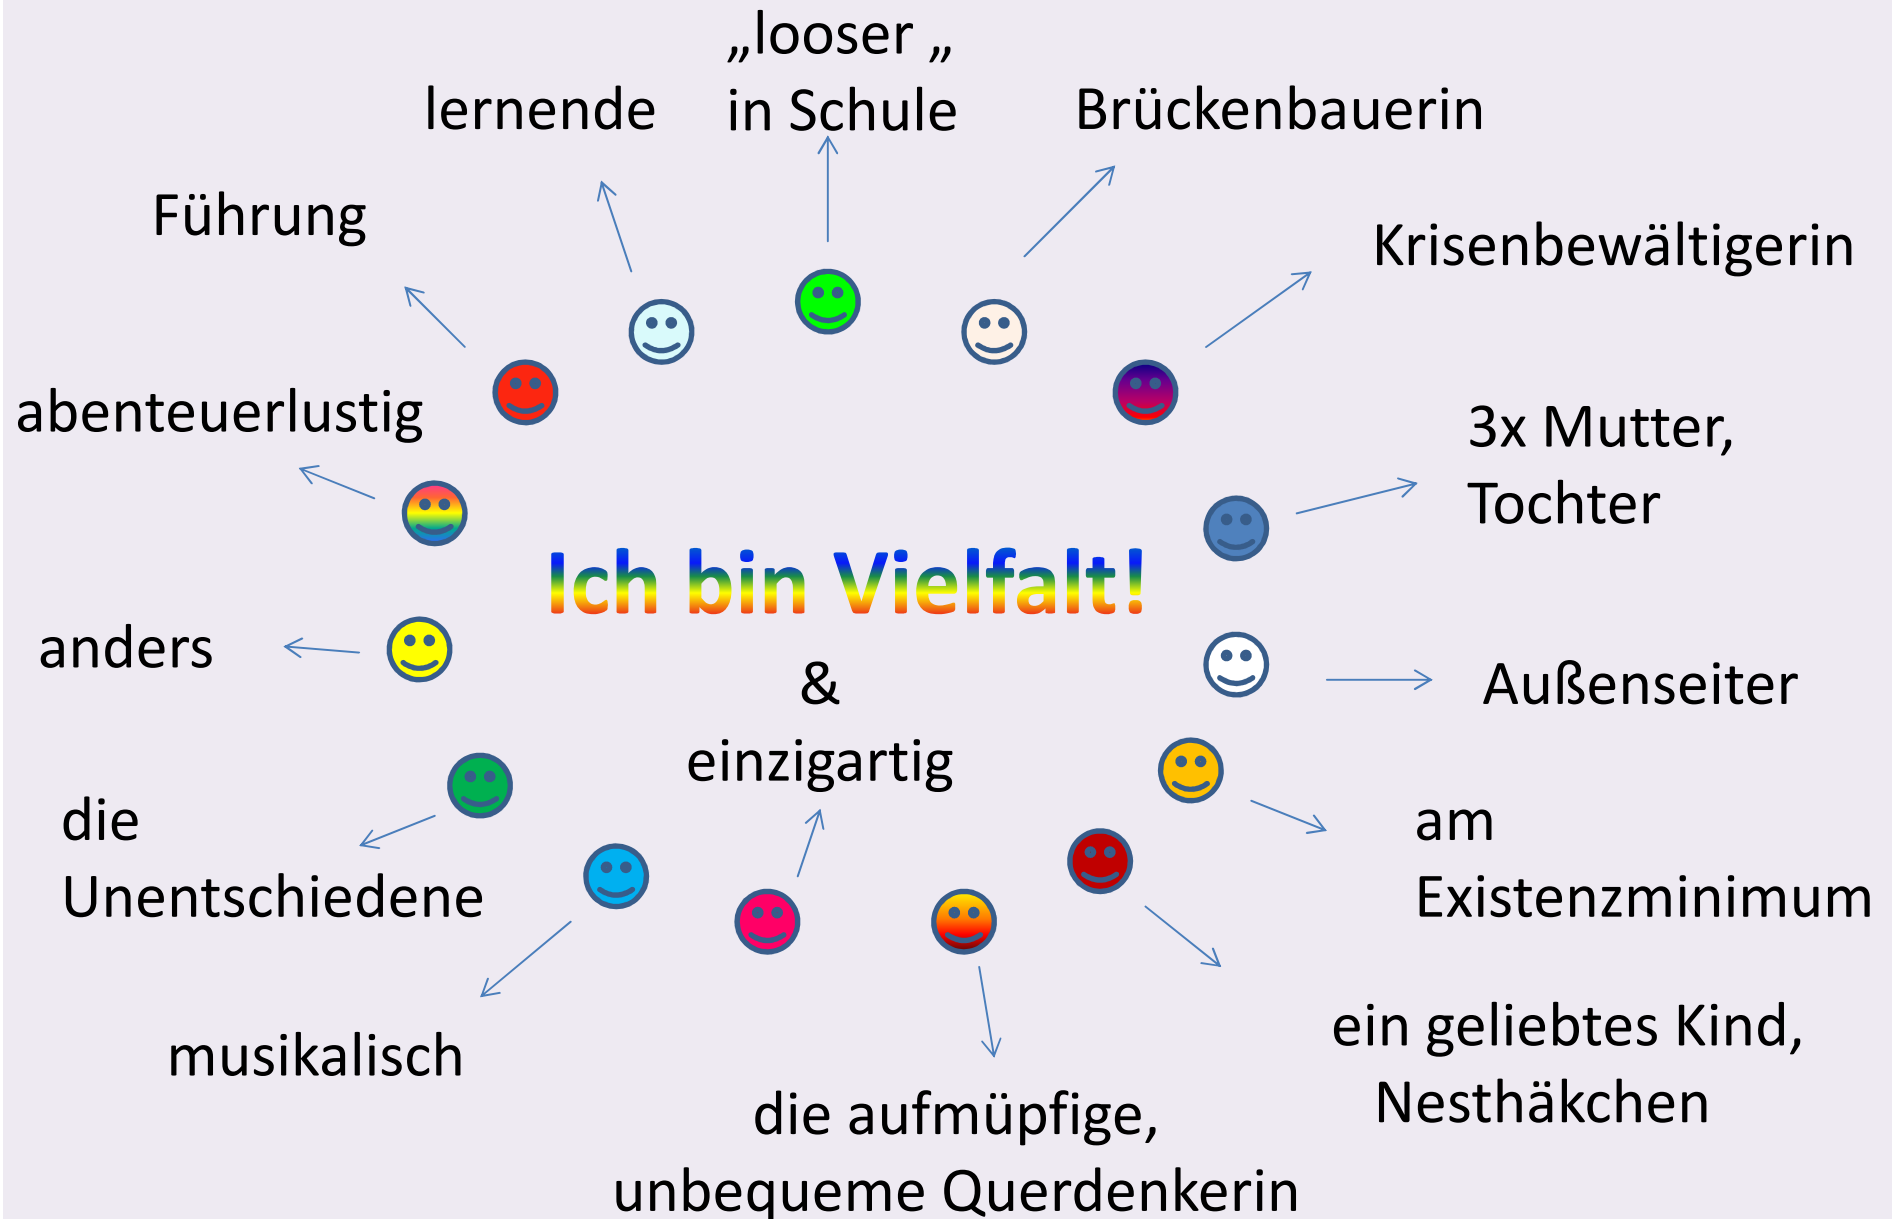 „looser „
in Schule
lernende
Brückenbauerin
Führung
Krisenbewältigerin
abenteuerlustig
3x Mutter,
Tochter
Ich bin Vielfalt!
&
einzigartig
anders
Außenseiter
die
Unentschiedene
am
Existenzminimum
musikalisch
ein geliebtes Kind,
Nesthäkchen
die aufmüpfige,
unbequeme Querdenkerin